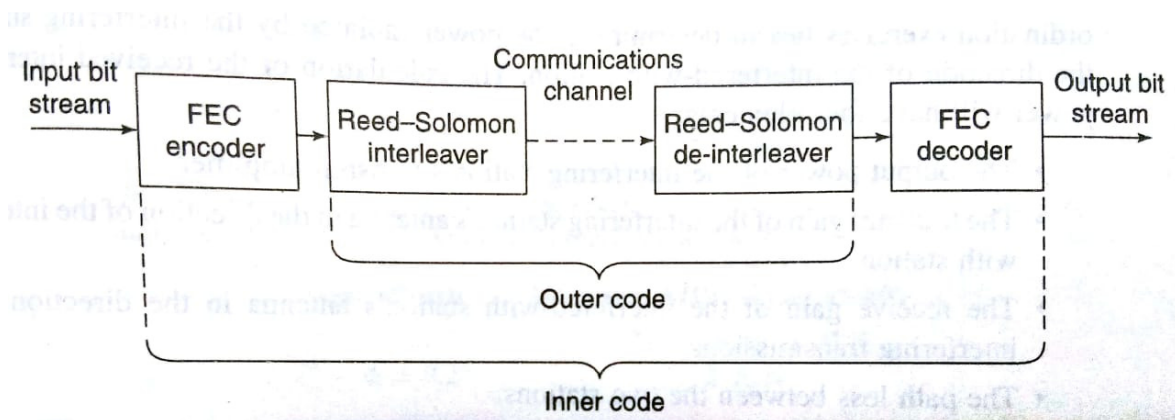 Communications
channel
Input bit
stream
FEC
encoder
Reed–Solomon
interleaver
Reed–Solomon
de-interleaver
FEC
decoder
Output bit
stream
Outer code
Inner code